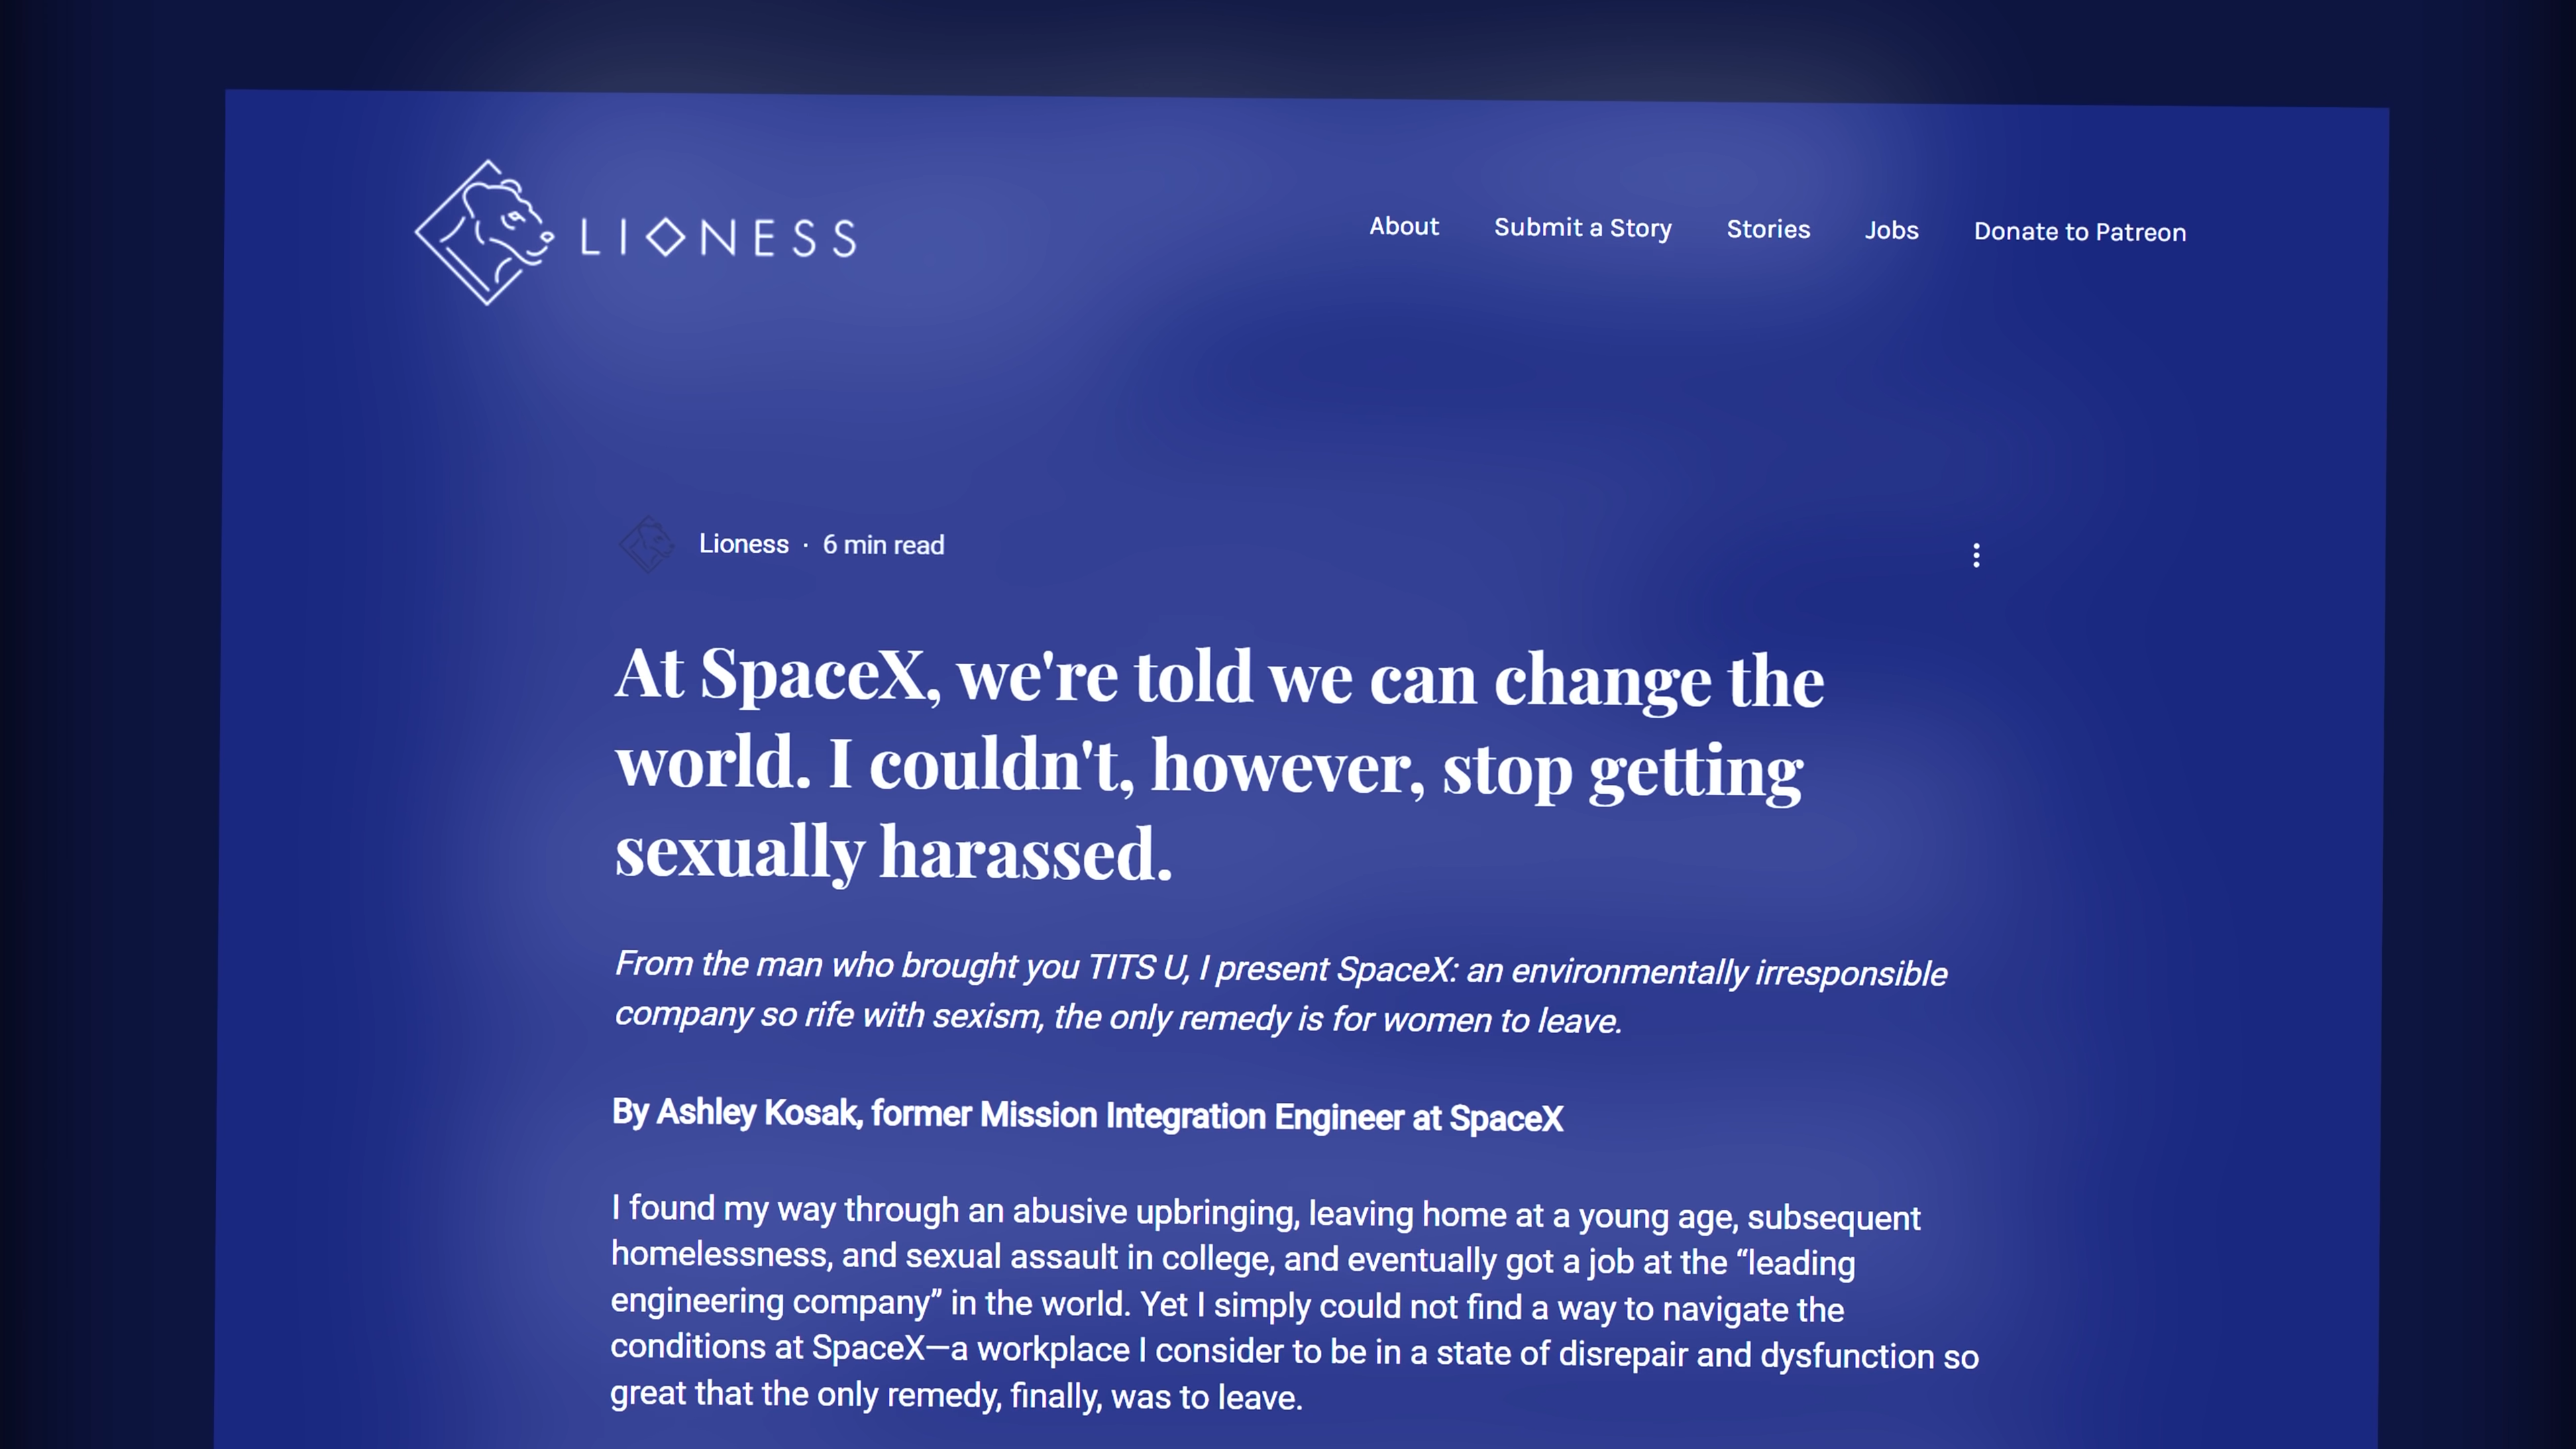 LIONESS
About Submit a Story Stories Jobs Donate to Patreon
Lioness · 6 min read
At SpaceX, we're told we can change the
world. I couldn't, however, stop getting
sexually harassed.
From the man who brought you TITS U, I present SpaceX: an environmentally irresponsible
company so rife with sexism, the only remedy is for women to leave.
By Ashley Kosak, former Mission Integration Engineer at SpaceX
I found my way through an abusive upbringing, leaving home at a young age, subsequent
homelessness, and sexual assault in college, and eventually got a job at the “leading
engineering company” in the world. Yet I simply could not find a way to navigate the
conditions at SpaceX—a workplace I consider to be in a state of disrepair and dysfunction so
great that the only remedy, finally, was to leave.